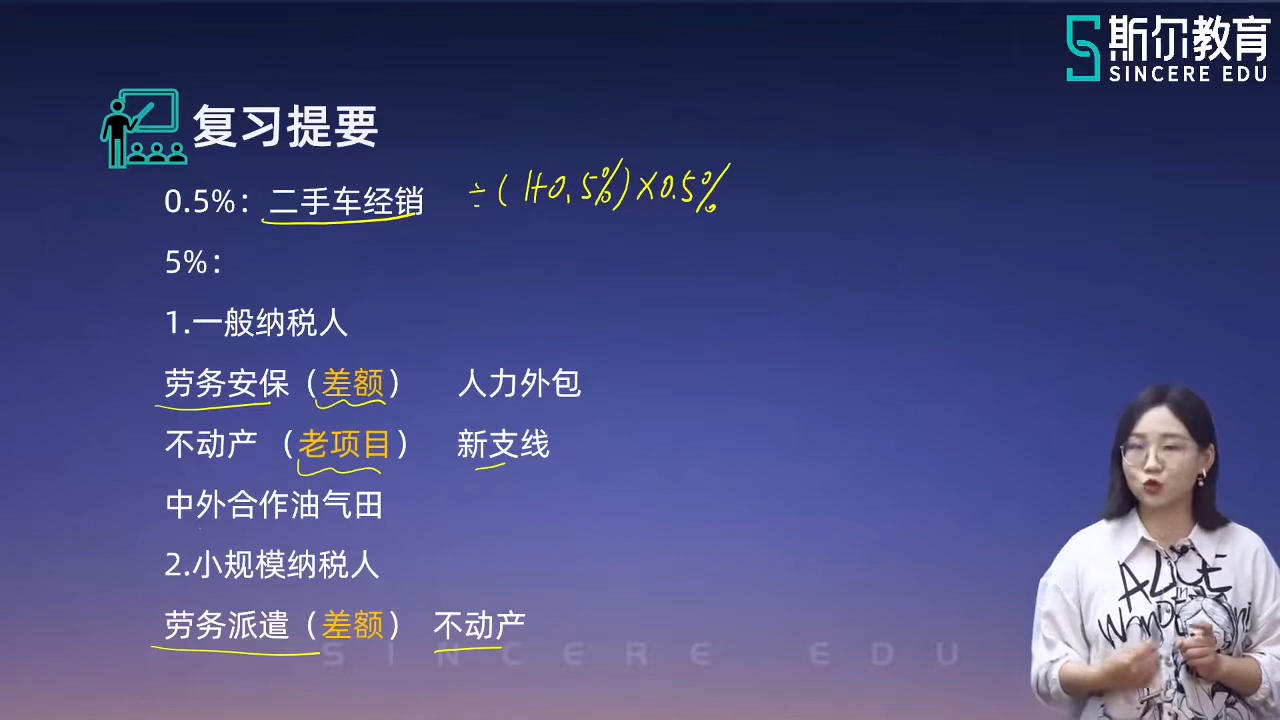 斯尔教育
SINCERE EDU
复习提要
0.5%：二手车经销 ÷(1+0.5%)×0.5%
5%：
1.一般纳税人
劳务安保（差额） 人力外包
不动产（老项目） 新支线
中外合作油气田
2.小规模纳税人
劳务派遣（差额） 不动产
SINCERE EDU